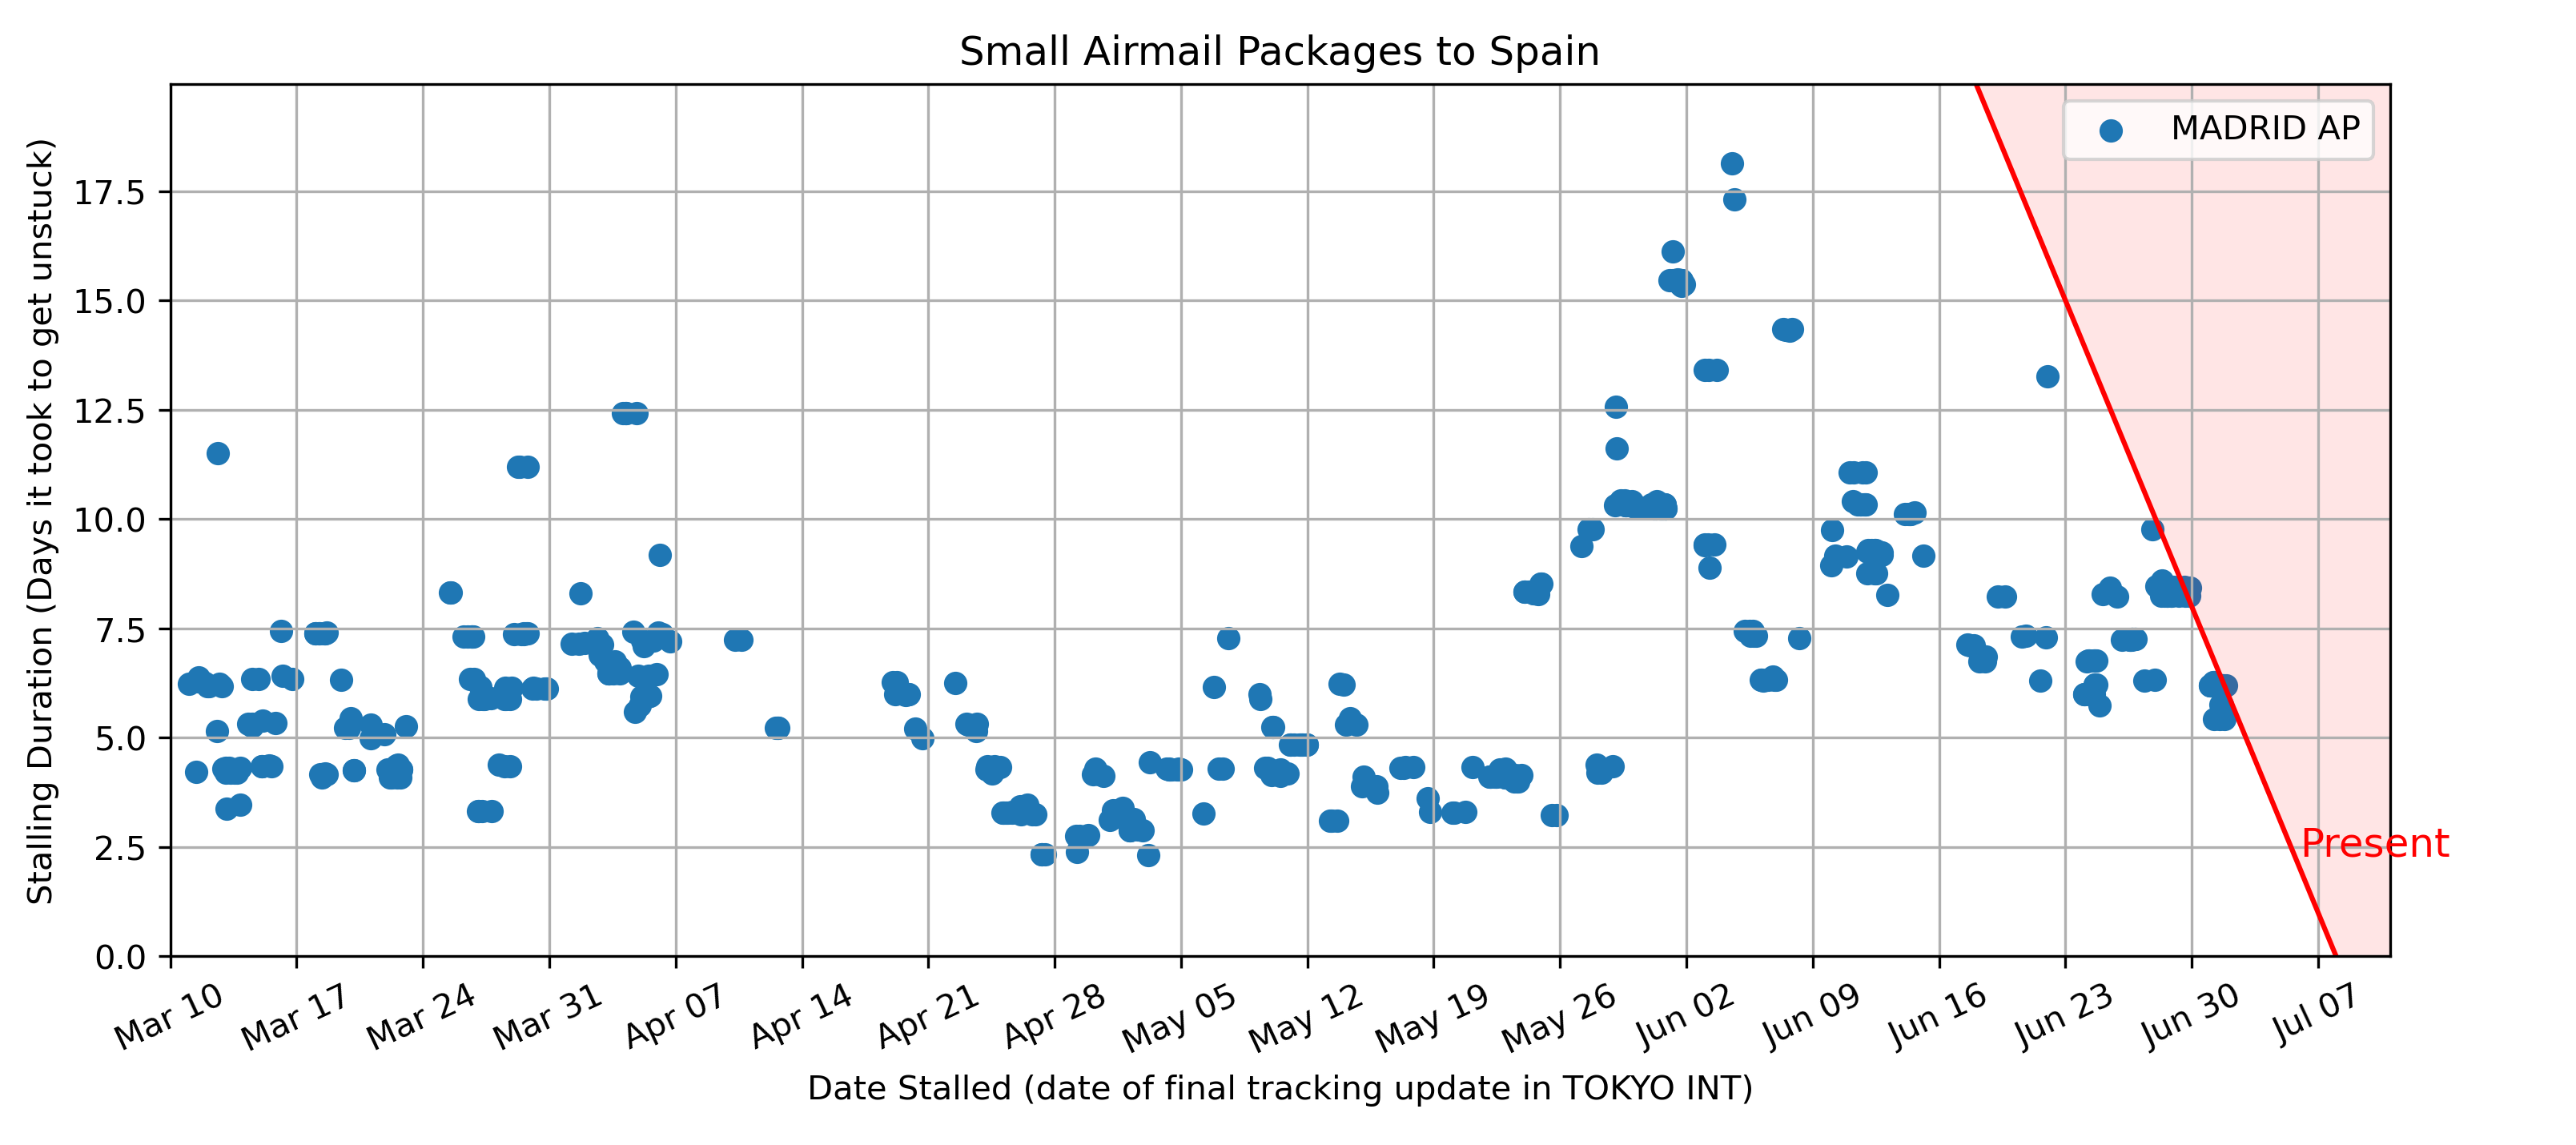 Small Airmail Packages to Spain
MADRID AP
Stalling Duration (Days it took to get unstuck)
17.5
15.0
12.5
10.0
7.5
5.0
2.5
0.0
Present
Mar 10 Mar 17 Mar 24 Mar 31 Apr 07 Apr 14 Apr 21 Apr 28 May 05 May 12 May 19 May 26 Jun 02 Jun 09 Jun 16 Jun 23 Jun 30 Jul 07
Date Stalled (date of final tracking update in TOKYO INT)